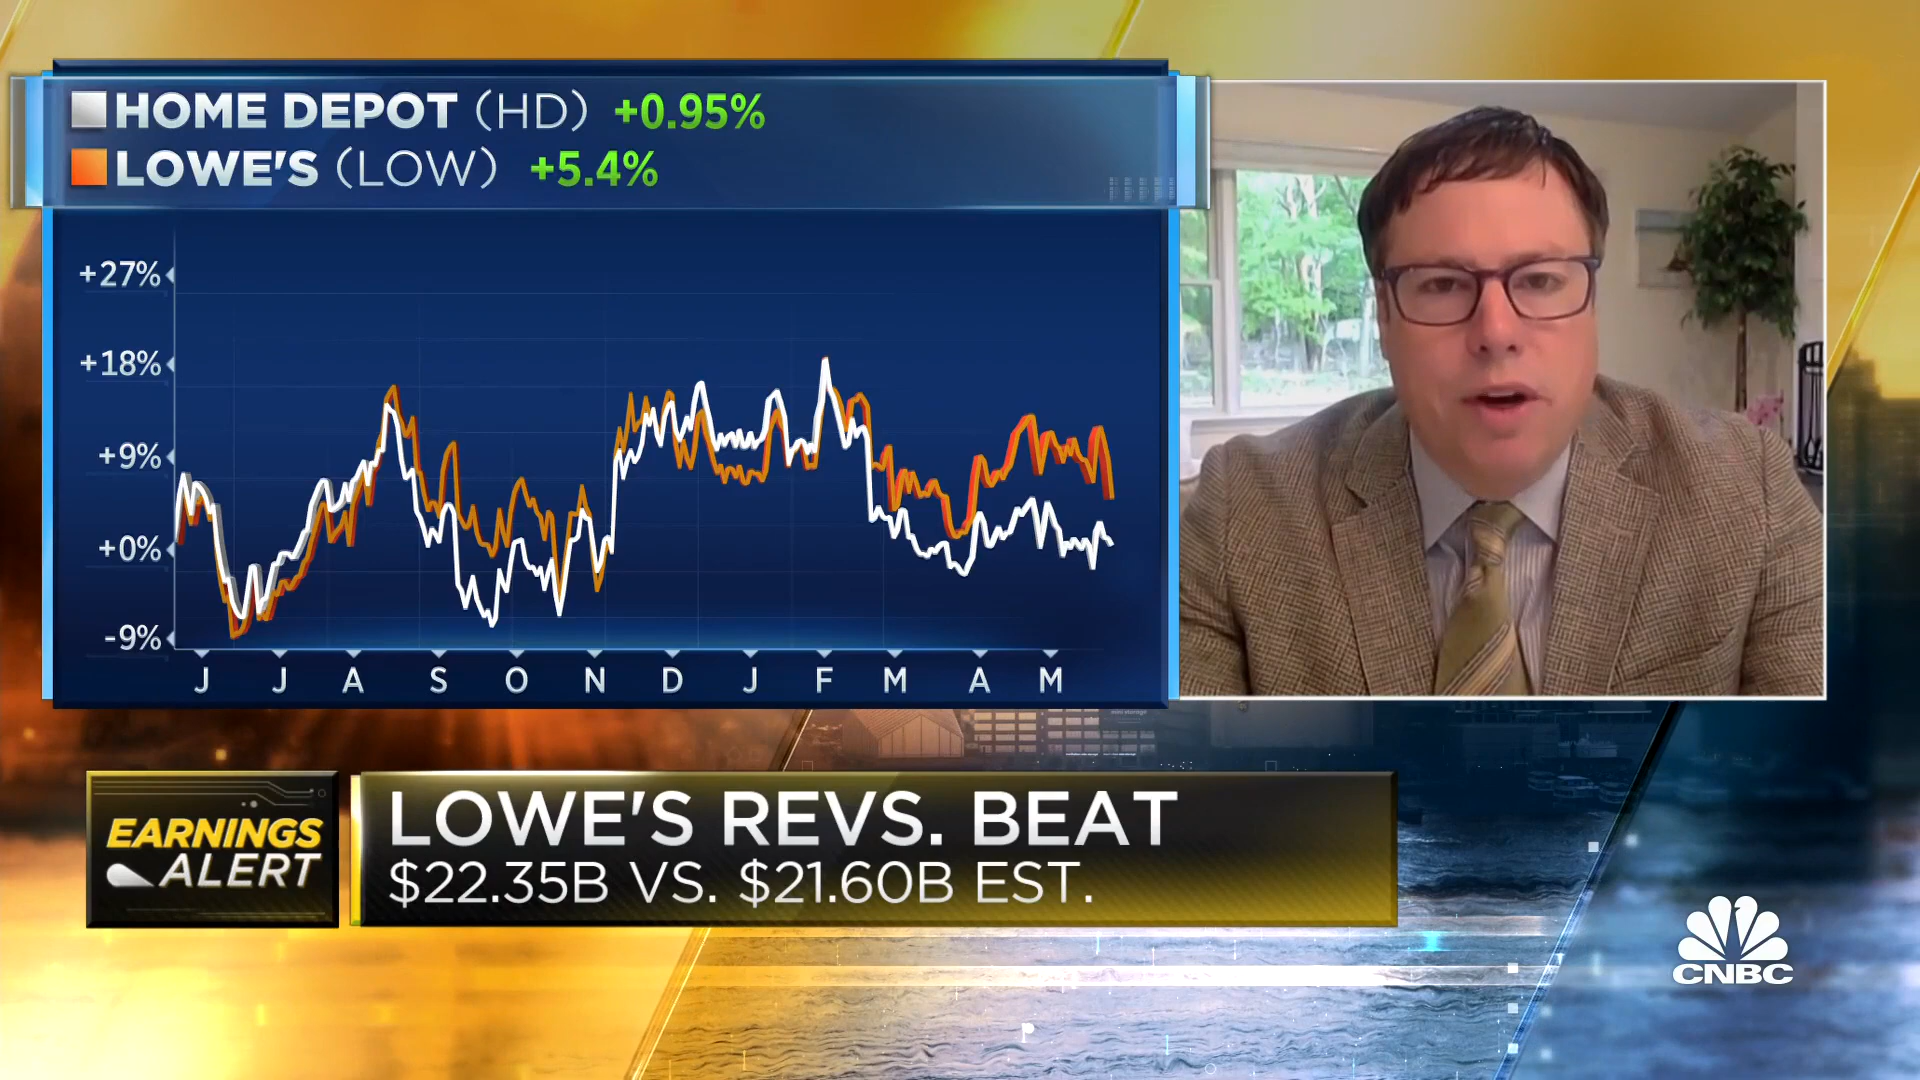 HOME DEPOT (HD) +0.95%
LOWE'S (LOW) +5.4%
+27%
+18%
+9%
+0%
-9%
J J A S O N D J F M A M
EARNINGS
ALERT
LOWE'S REVS. BEAT
$22.35B VS. $21.60B EST.
CNBC